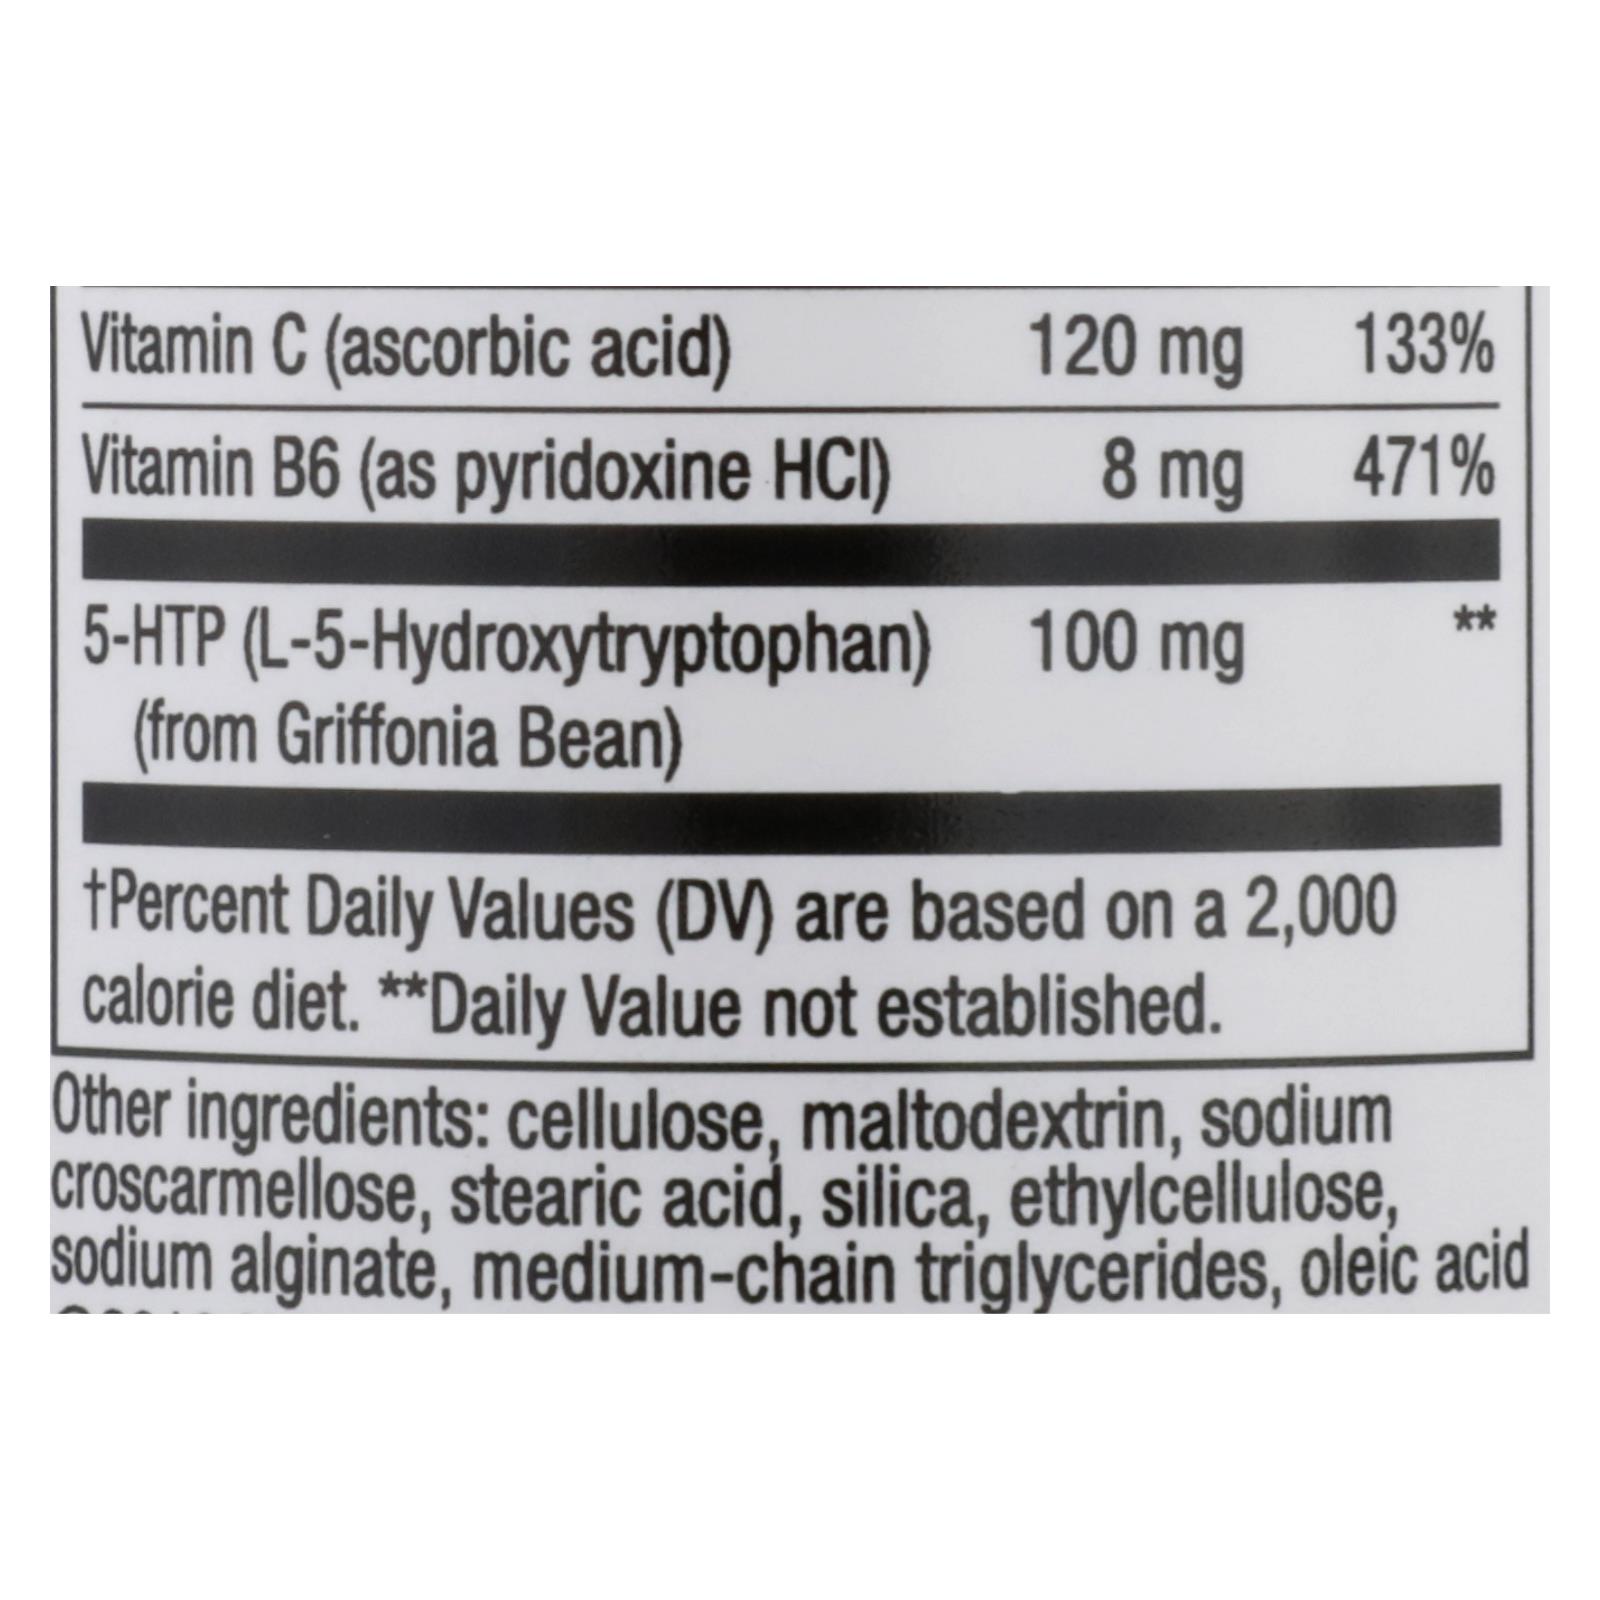 Vitamin C (ascorbic acid) 120 mg 133%
Vitamin B6 (as pyridoxine HCl) 8 mg 471%
5-HTP (L-5-Hydroxytryptophan) 100 mg **
(from Griffonia Bean)
†Percent Daily Values (DV) are based on a 2,000
calorie diet. **Daily Value not established.
Other ingredients: cellulose, maltodextrin, sodium
croscarmellose, stearic acid, silica, ethylcellulose,
sodium alginate, medium-chain triglycerides, oleic acid